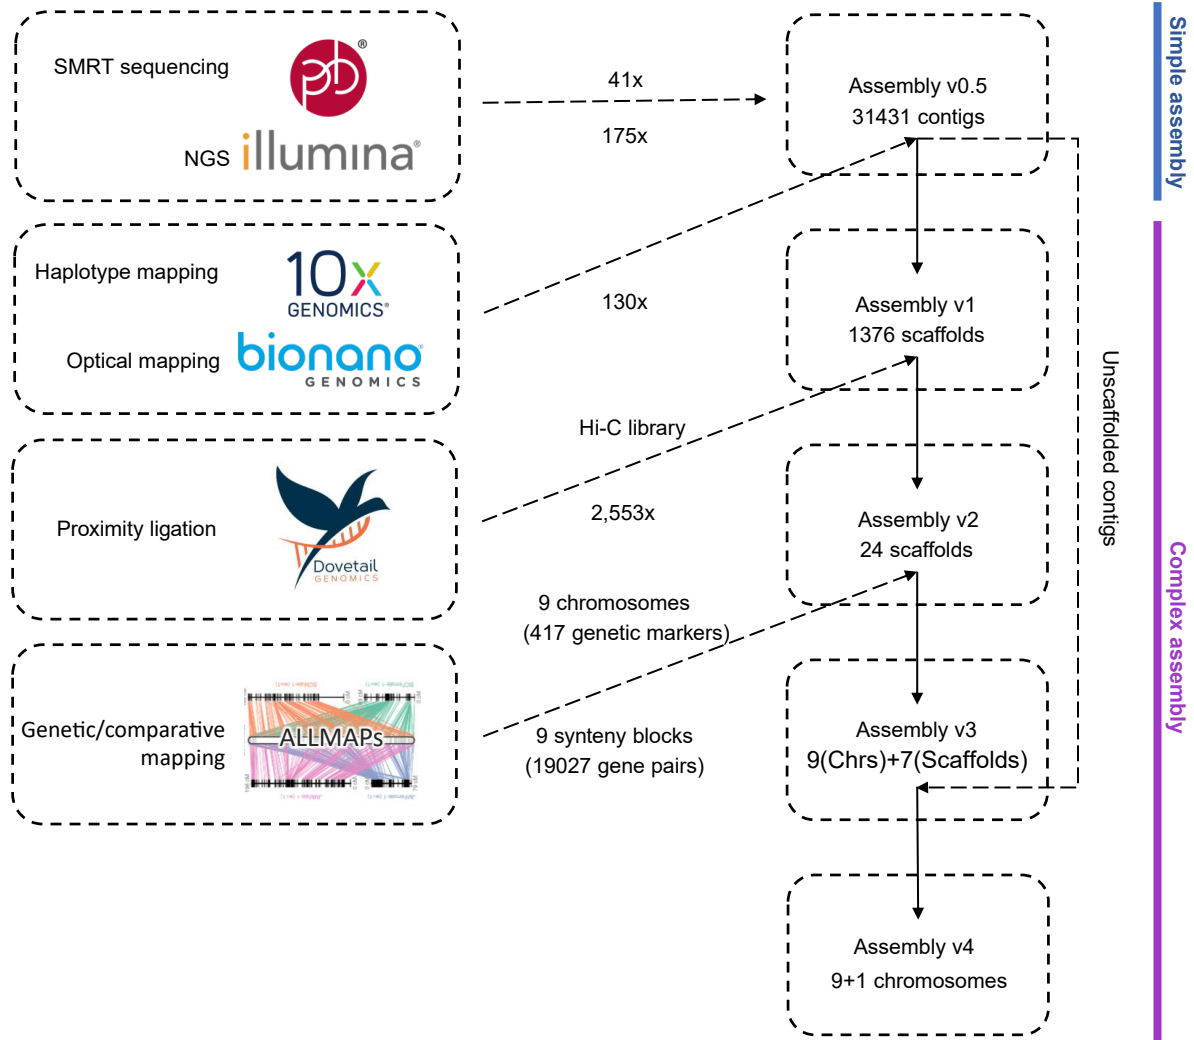 SMRT sequencing
pb®
NGS illumina®
41x
175x
Assembly v0.5
31431 contigs
Simple assembly
Haplotype mapping
10x
GENOMICS®
Optical mapping
bionano
GENOMICS
130x
Assembly v1
1376 scaffolds
Unscaffolded contigs
Proximity ligation
Dovetail
GENOMICS
Hi-C library
2,553x
Assembly v2
24 scaffolds
Complex assembly
Genetic/comparative
mapping
ALLMAPs
9 chromosomes
(417 genetic markers)
9 synteny blocks
(19027 gene pairs)
Assembly v3
9(Chrs)+7(Scaffolds)
Assembly v4
9+1 chromosomes